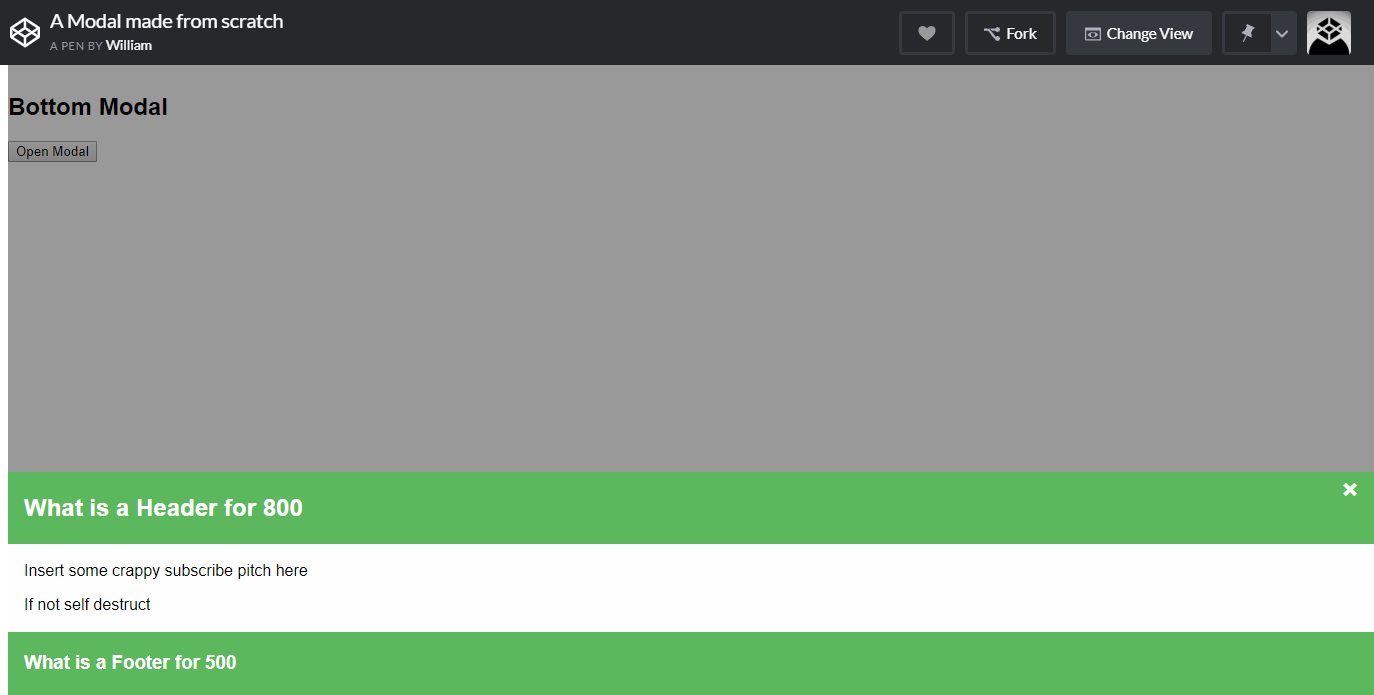 A Modal made from scratch
A PEN BY William
Fork
Change View
Bottom Modal
Open Modal
What is a Header for 800
Insert some crappy subscribe pitch here
If not self destruct
What is a Footer for 500